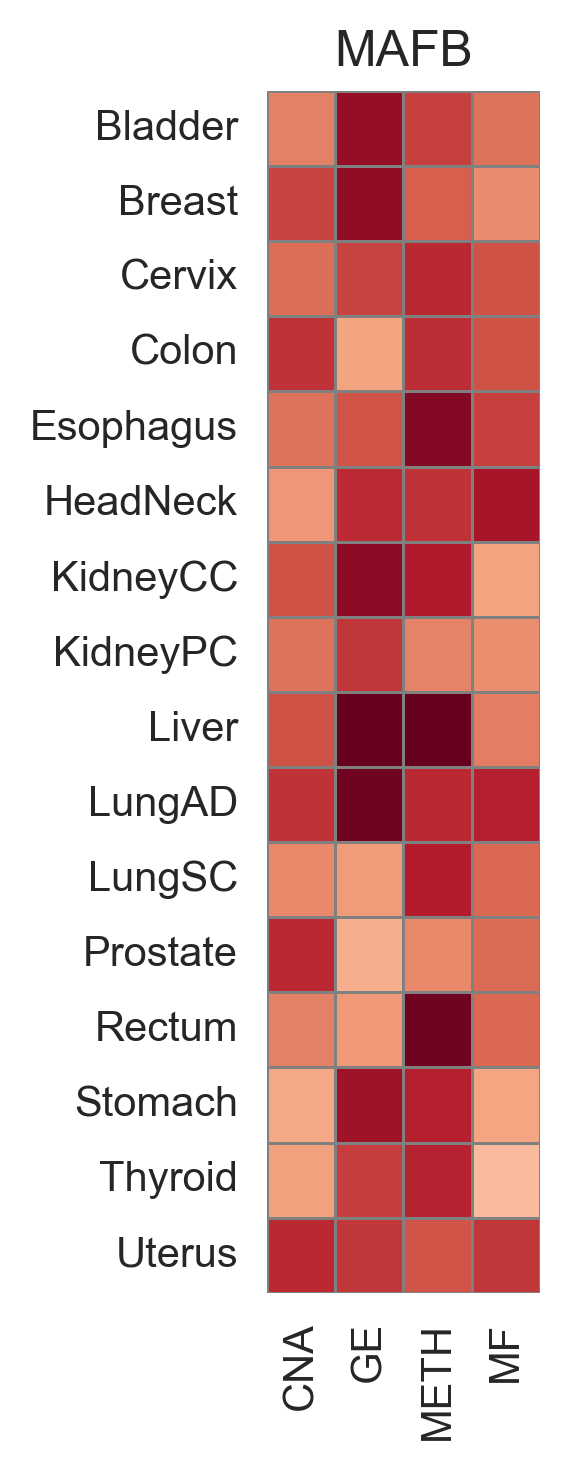 MAFB
Bladder
Breast
Cervix
Colon
Esophagus
HeadNeck
KidneyCC
KidneyPC
Liver
LungAD
LungSC
Prostate
Rectum
Stomach
Thyroid
Uterus
CNA
GE
METH
MF